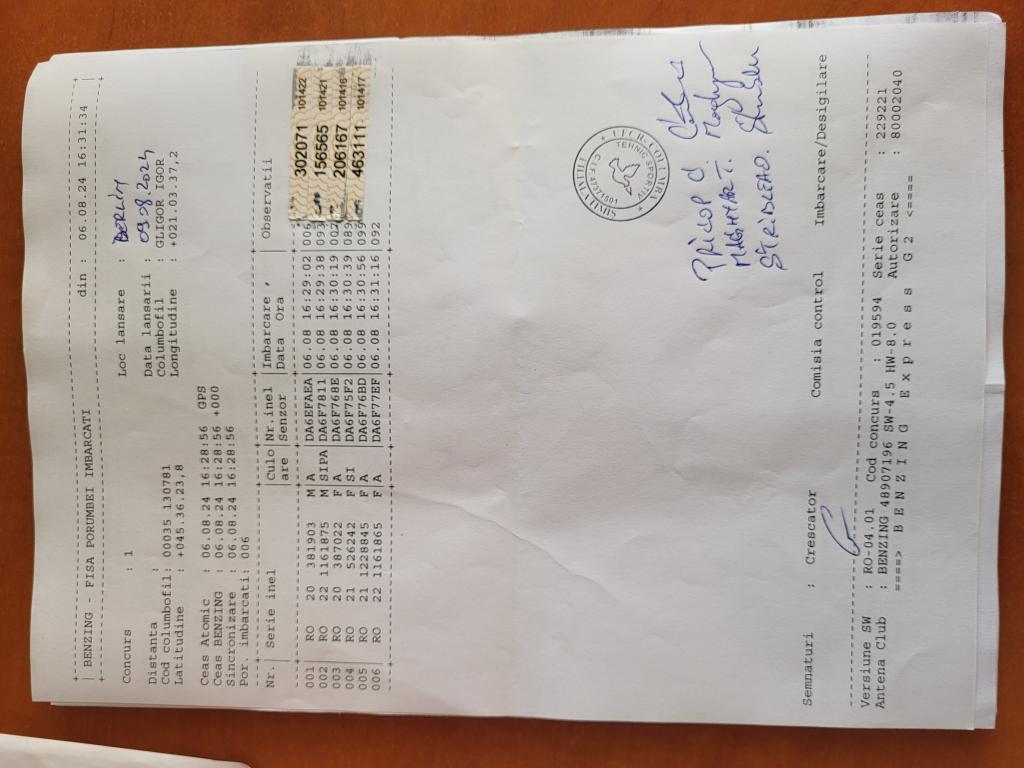 BENZING - FISA PORUMBEI IMBARCATI din : 06.08.24 16:31:34
Concurs : 1 Loc lansare : BERLIN
Distanta : Data lansarii : 09.08.2024
Cod columbofil: 00035 130781 Columbofil : GLIGOR IGOR
Latitudine : +045.36.23,8 Longitudine : +021.03.37,2
Ceas Atomic : 06.08.24 16:28:56 GPS
Ceas BENZING : 06.08.24 16:28:56 +000
Sincronizare : 06.08.24 16:28:56
Por. imbarcati: 006
Nr. | Serie inel | Culo | Nr.inel | Imbarcare , | Observatii
are | Senzor | Data Ora
001 RO 20 381903 M A DA6EFAEA 06.08 16:29:02 006 302071 101422
002 RO 22 1161875 M SIPA DA6F7811 06.08 16:29:38 093 156565 101421
003 RO 20 387022 F A DA6F768E 06.08 16:30:19 002 206167 101418
004 RO 21 526242 F SI DA6F75F2 06.08 16:30:39 089 463111 101417
005 RO 21 1228845 F A DA6F76BD 06.08 16:30:56 099
006 RO 22 1161865 F A DA6F77EF 06.08 16:31:16 092
UFCR-COLUMBA
TEHNIC SPORTIV
PRICOP C
MAGHYAR T.
Semnaturi : Crescator Comisia control Imbarcare/Desigilare
Versiune SW : RO-04.01 Cod concurs : 019594 Serie ceas : 229221
Antena Club : BENZING 48907196 SW-4.5 HW-8.0 Autorizare : 80002040
====> B E N Z I N G E x p r e s s G 2 <====